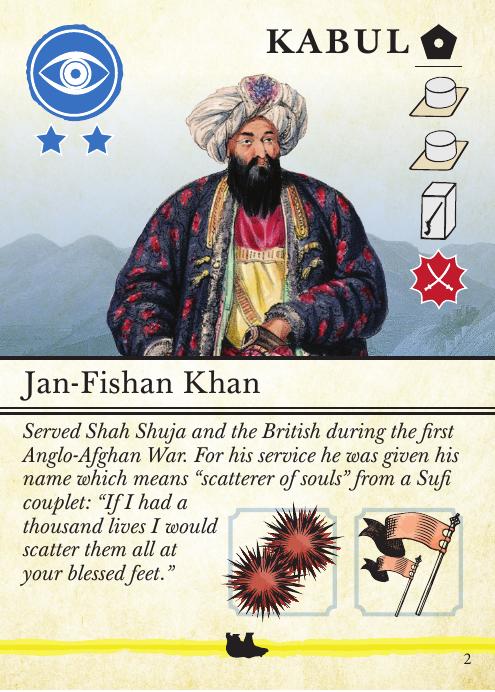 KABUL
Jan-Fishan Khan
Served Shah Shuja and the British during the first
Anglo-Afghan War. For his service he was given his
name which means “scatterer of souls” from a Sufi
couplet: “If I had a
thousand lives I would
scatter them all at
your blessed feet.”
2